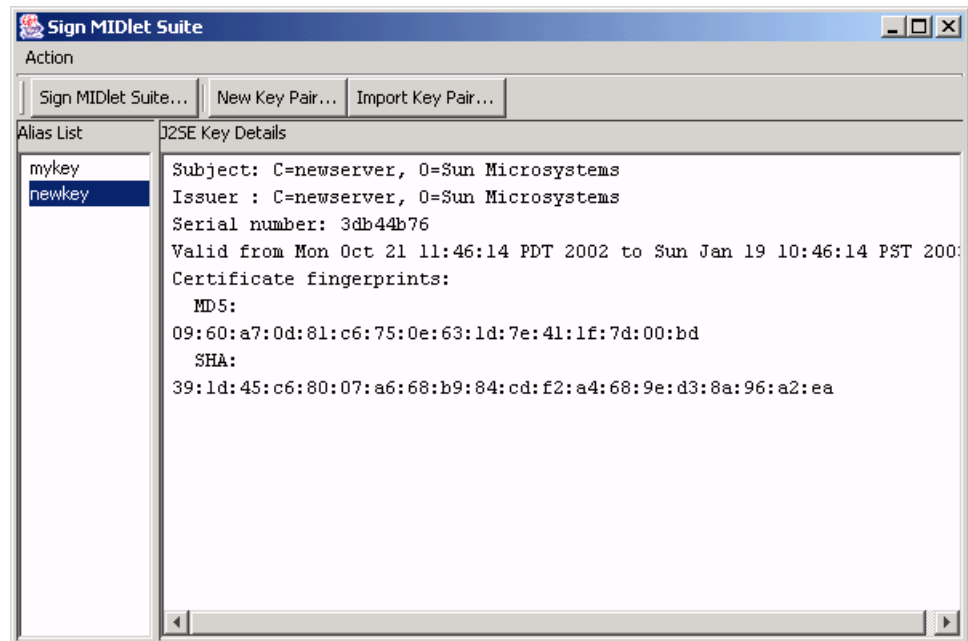 Sign MIDlet Suite
Action
Sign MIDlet Suite... New Key Pair... Import Key Pair...
Alias List
mykey
newkey
J2SE Key Details
Subject: C=newserver, O=Sun Microsystems
Issuer : C=newserver, O=Sun Microsystems
Serial number: 3db44b76
Valid from Mon Oct 21 11:46:14 PDT 2002 to Sun Jan 19 10:46:14 PST 200
Certificate fingerprints:
MD5:
09:60:a7:0d:81:c6:75:0e:63:1d:7e:41:1f:7d:00:bd
SHA:
39:1d:45:c6:80:07:a6:68:b9:84:cd:f2:a4:68:9e:d3:8a:96:a2:ea